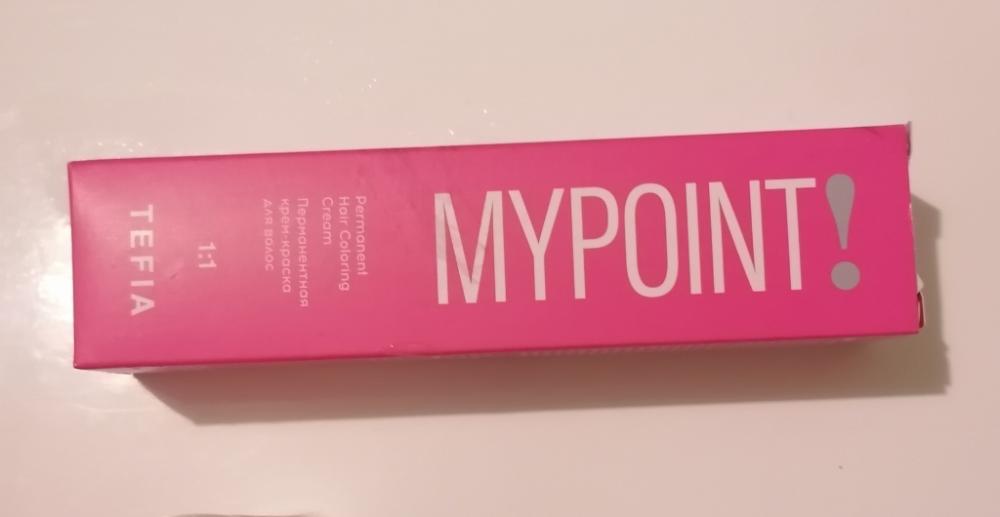 MYPOINT!
Permanent
Hair Coloring
Cream
Перманентная
крем-краска
для волос
1:1
TEFIA